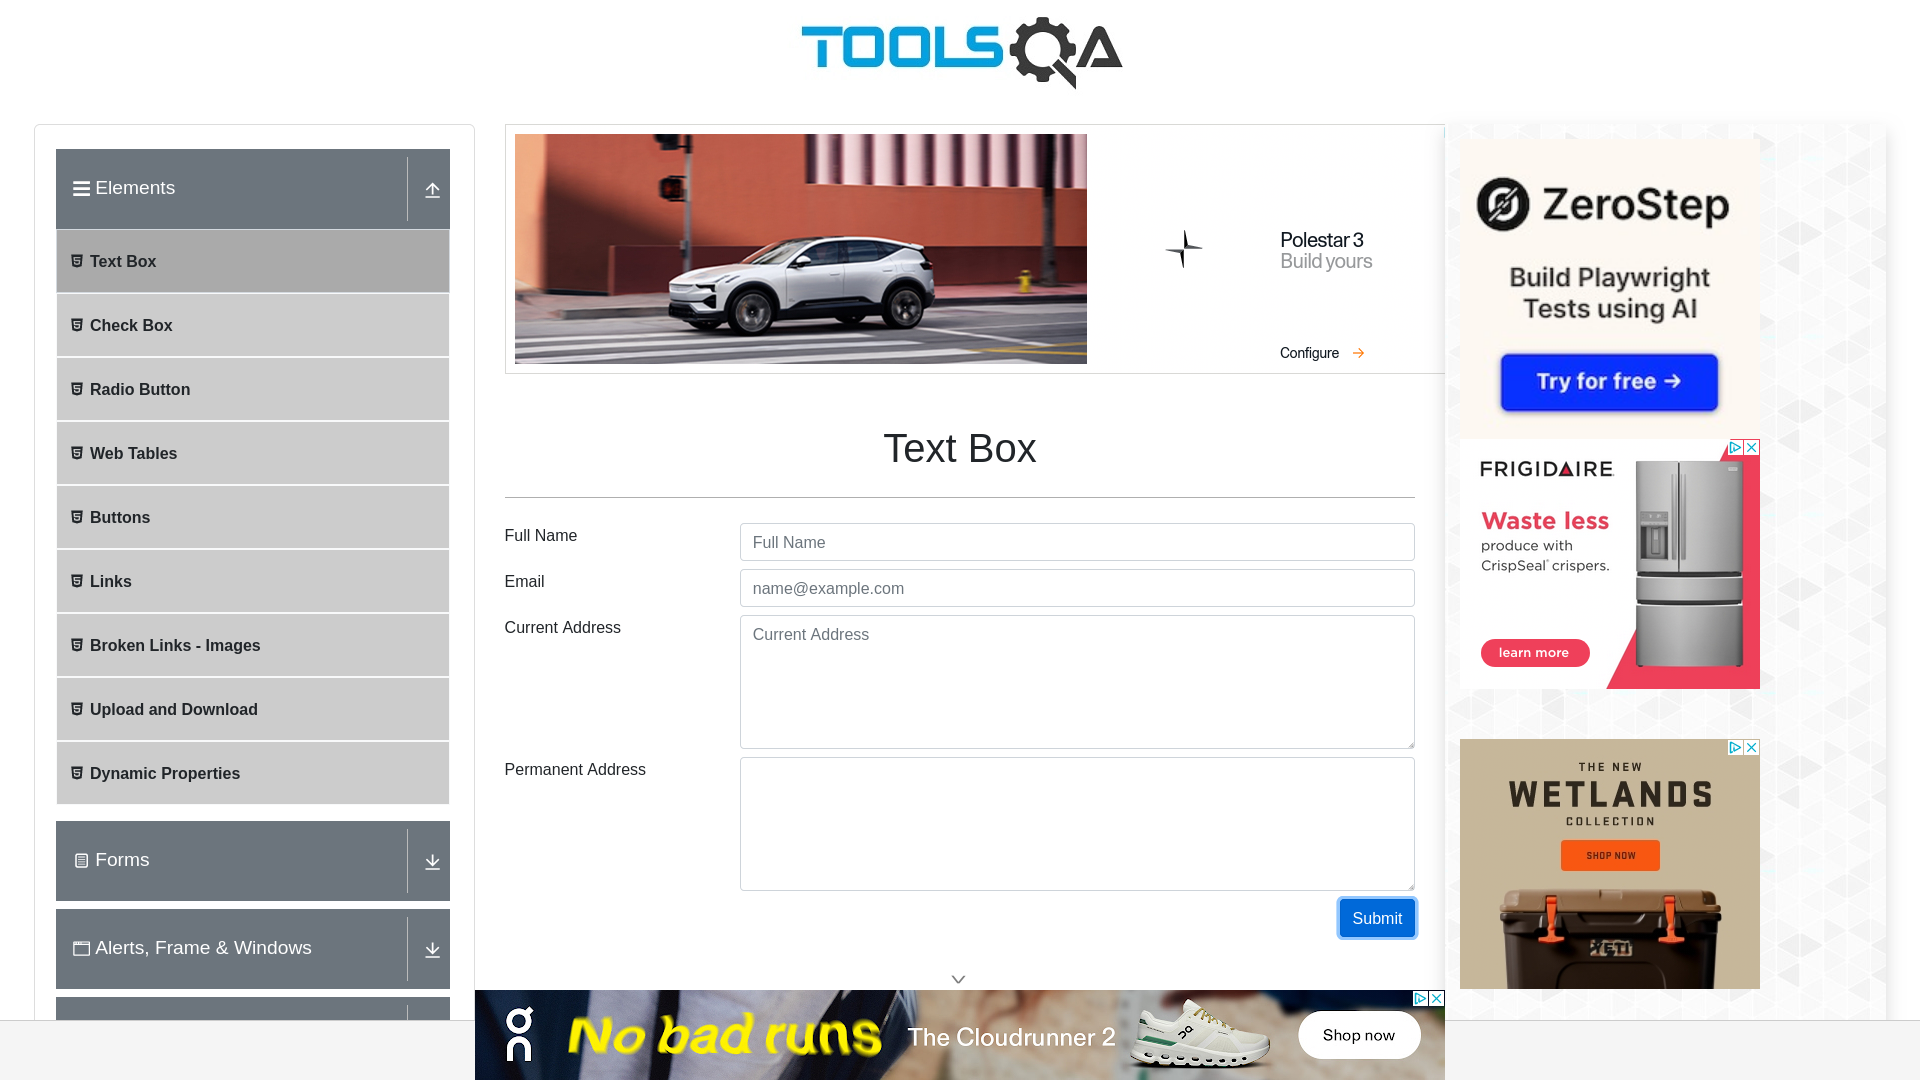 TOOLSQA
Elements
Text Box
Check Box
Radio Button
Web Tables
Buttons
Links
Broken Links - Images
Upload and Download
Dynamic Properties
Forms
Alerts, Frame & Windows
Polestar 3
Build yours
Configure
Text Box
Full Name
Full Name
Email
name@example.com
Current Address
Current Address
Permanent Address
Submit
ZeroStep
Build Playwright
Tests using AI
Try for free →
FRIGIDAIRE
Waste less
produce with
CrispSeal® crispers.
learn more
THE NEW
WETLANDS
COLLECTION
SHOP NOW
YETI
On
No bad runs
The Cloudrunner 2
Shop now